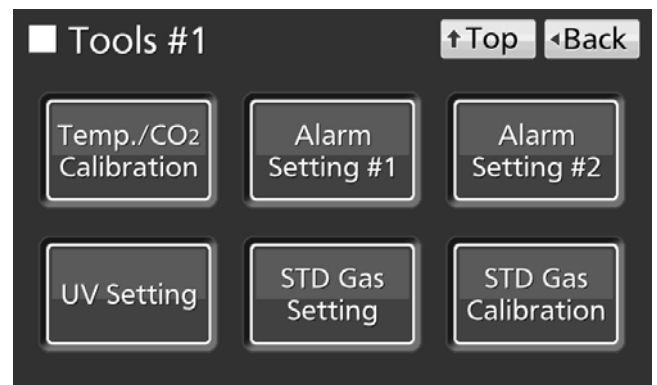 Tools #1
↑Top
◂Back
Temp./CO2
Calibration
Alarm
Setting #1
Alarm
Setting #2
UV Setting
STD Gas
Setting
STD Gas
Calibration